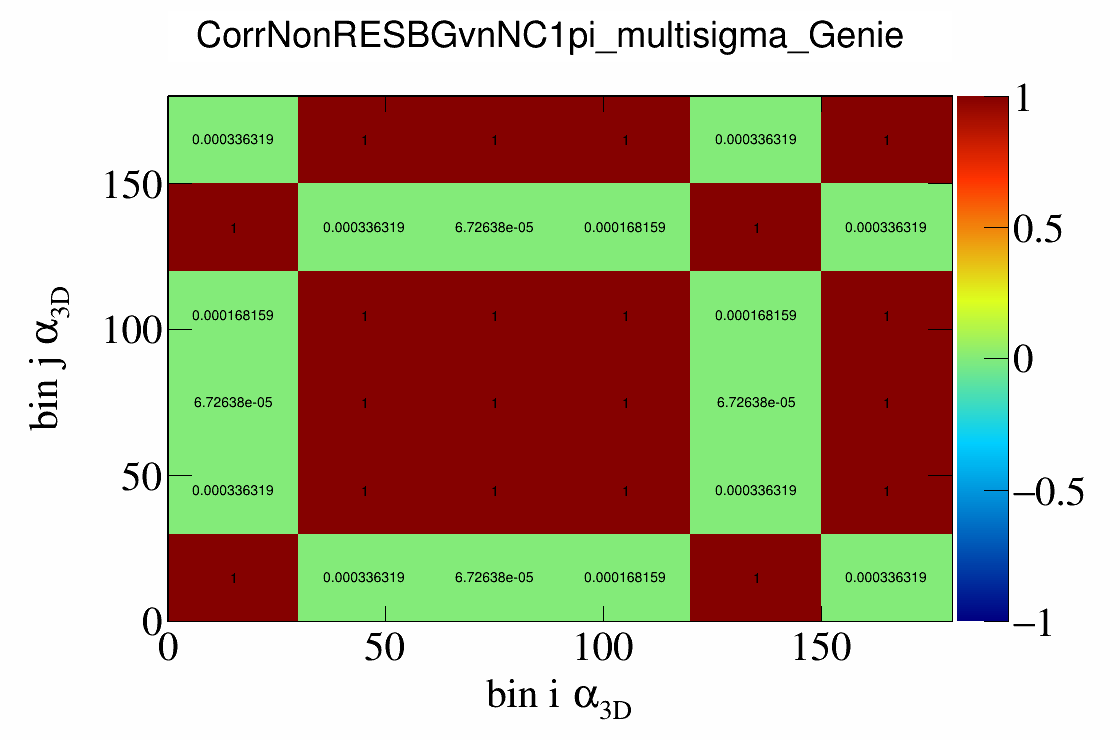 CorrNonRESBGvnNC1pi_multisigma_Genie
0.000336319 1 1 1 0.000336319 1
1 0.000336319 6.72638e-05 0.000168159 1 0.000336319
0.000168159 1 1 1 0.000168159 1
6.72638e-05 1 1 1 6.72638e-05 1
0.000336319 1 1 1 0.000336319 1
1 0.000336319 6.72638e-05 0.000168159 1 0.000336319
150
100
50
0
0 50 100 150
bin i α3D
bin j α3D
1
0.5
0
−0.5
−1